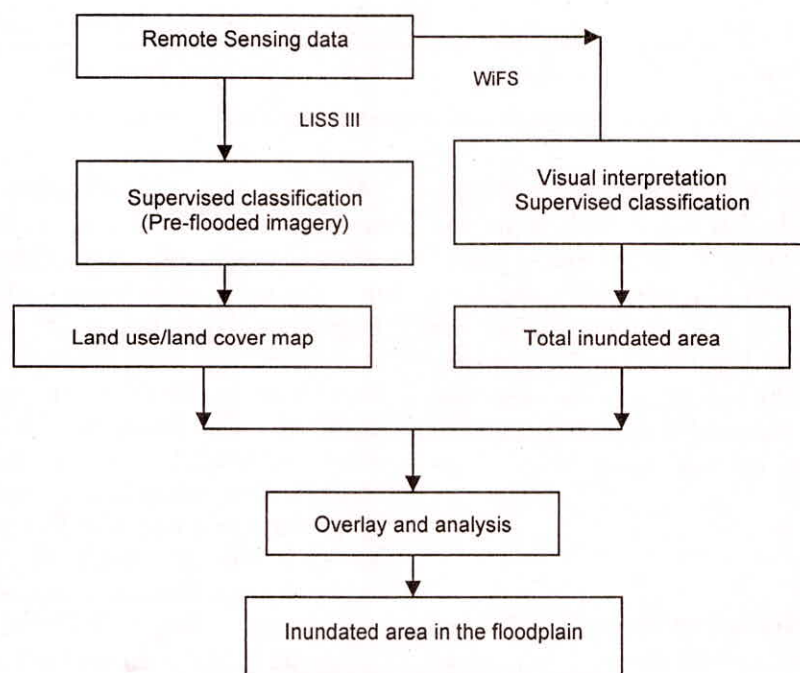 Remote Sensing data
WiFS
LISS III
Supervised classification
(Pre-flooded imagery)
Visual interpretation
Supervised classification
Land use/land cover map
Total inundated area
Overlay and analysis
Inundated area in the floodplain